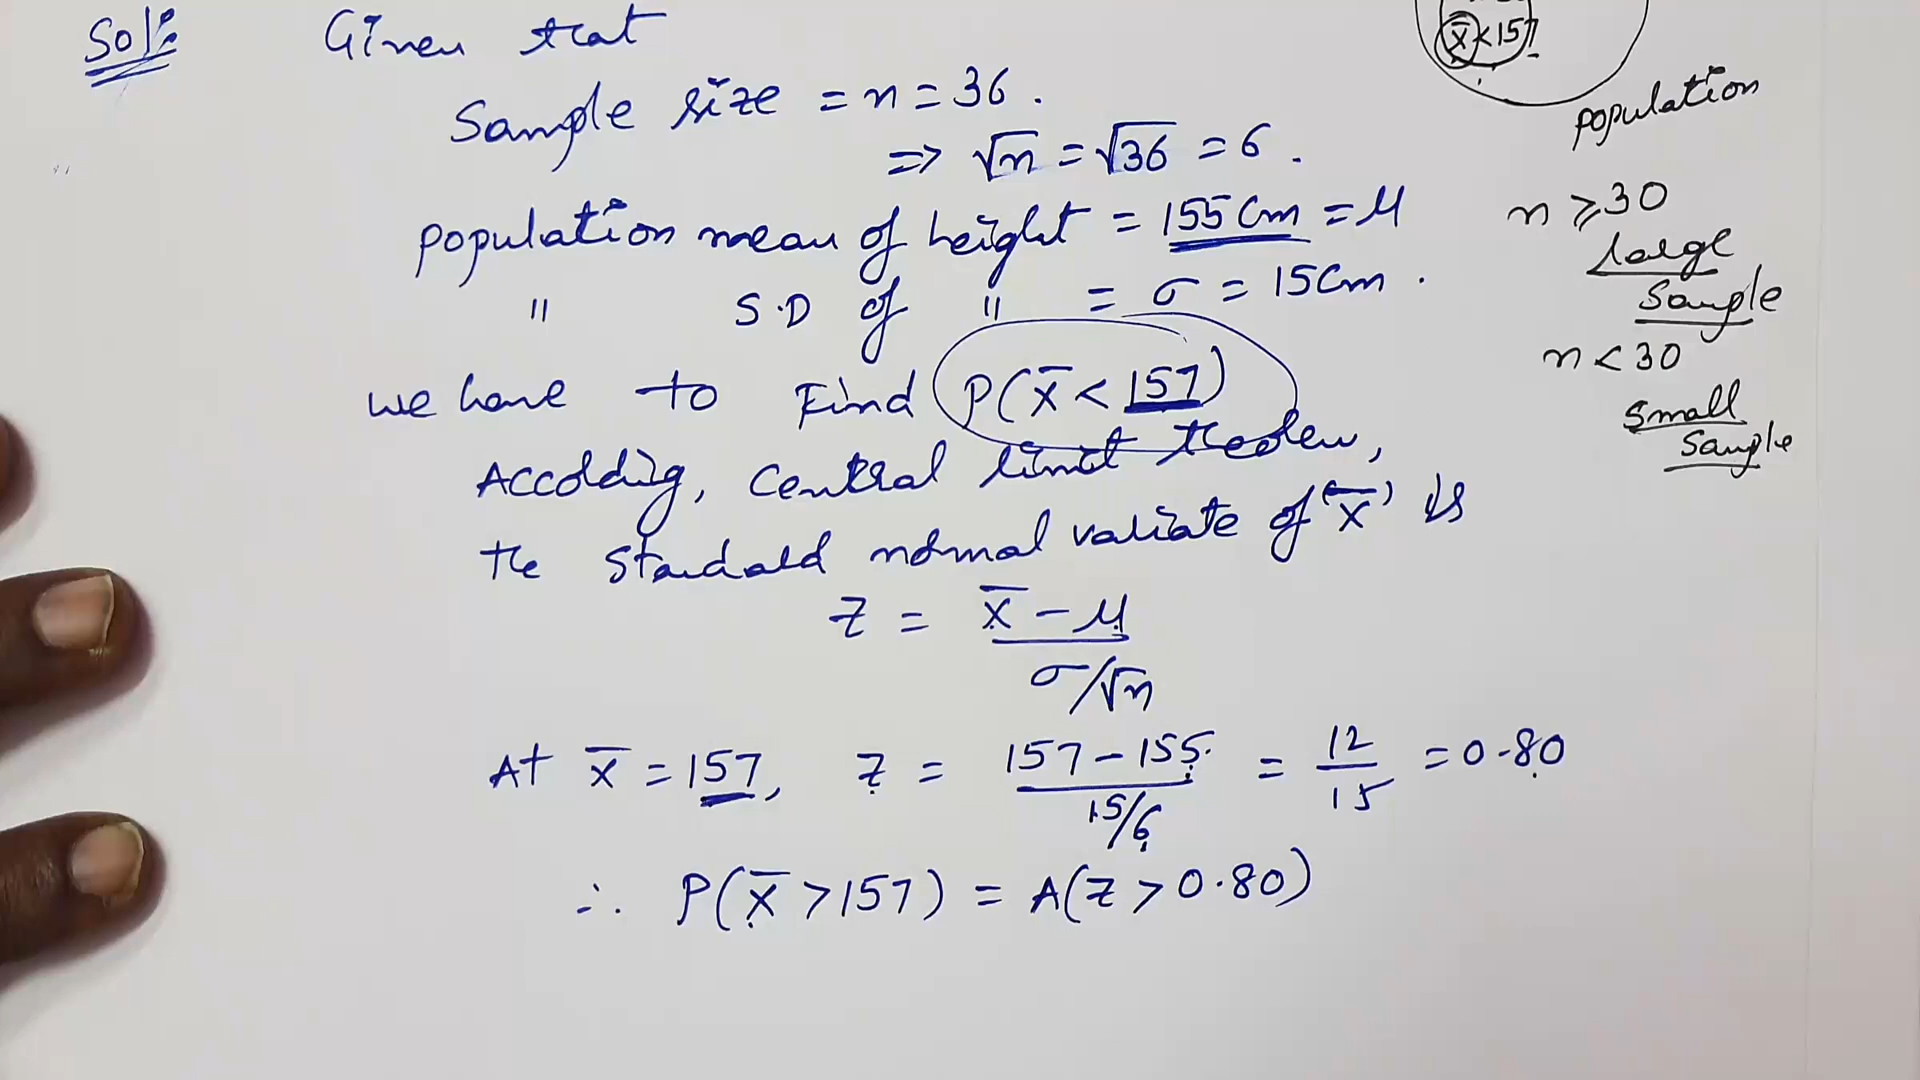 Sol:
Given that
Sample size = n = 36.
=> √n = √36 = 6.
population mean of height = 155 Cm = μ
" S.D of " = σ = 15 Cm.
we have to Find P(x̄ < 157)
According, Central limit theorem,
the standard normal variate of 'x̄' is
Z = (x̄ - μ) / (σ/√n)
At x̄ = 157, Z = (157 - 155) / (15/6) = 12/15 = 0.80
∴ P(x̄ > 157) = A(Z > 0.80)
x̄ < 157
population
n ≥ 30
large
Sample
n < 30
Small
Sample